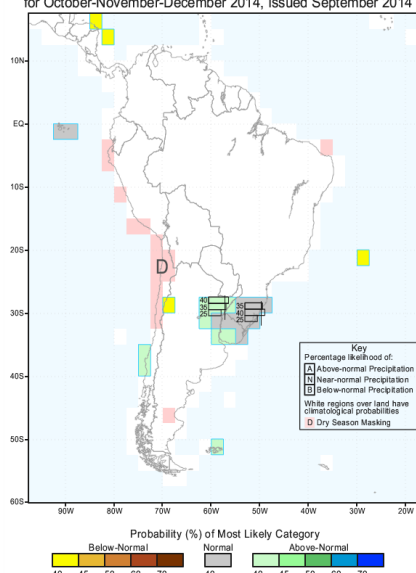 for October-November-December 2014, Issued September 2014
10N
EQ
10S
20S
30S
40S
50S
60S
D
40
35
25
35
40
25
Key
Percentage likelihood of:
A Above-normal Precipitation
N Near-normal Precipitation
B Below-normal Precipitation
White regions over land have
climatological probabilities
D Dry Season Masking
90W 80W 70W 60W 50W 40W 30W 20W
Probability (%) of Most Likely Category
Below-Normal Normal Above-Normal